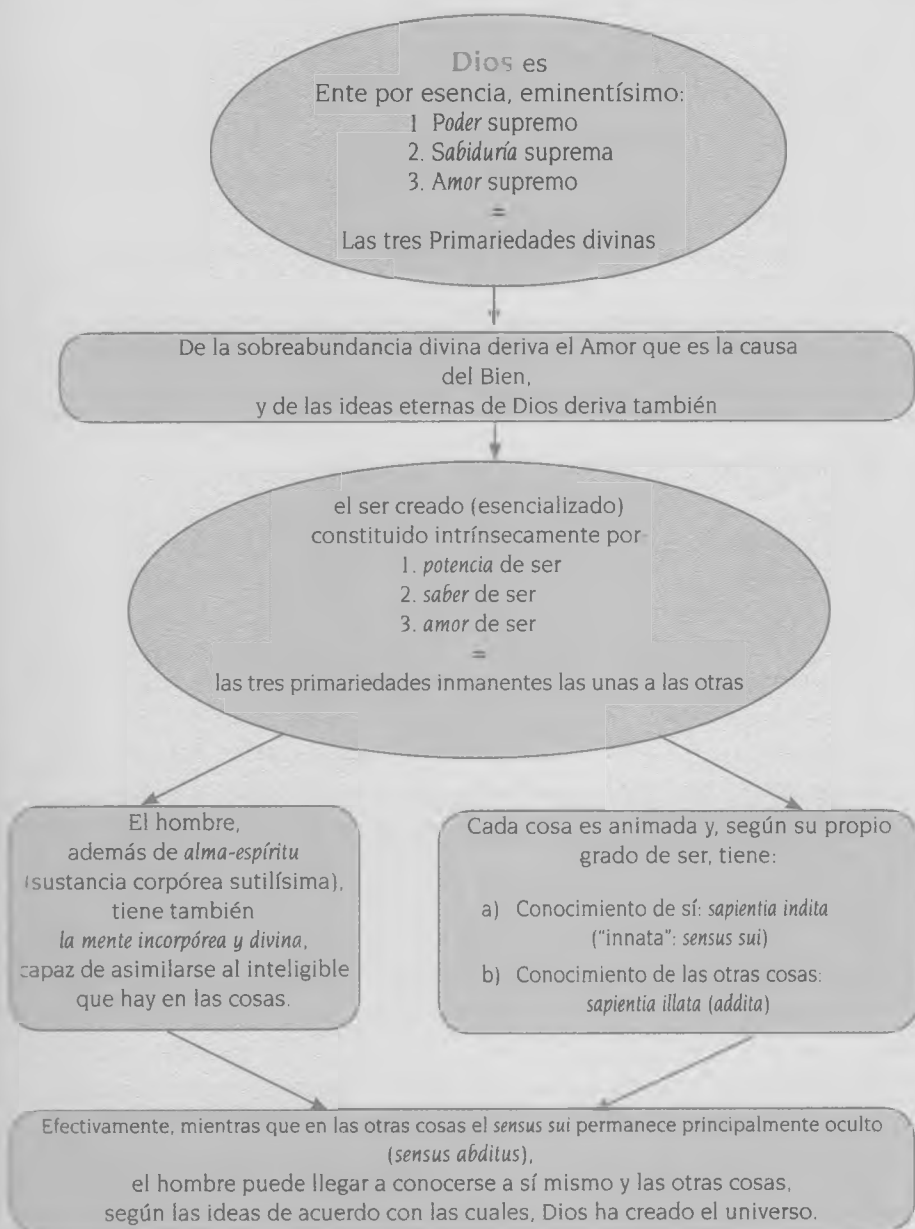 Dios es
Ente por esencia, eminentísimo:
1 Poder supremo
2. Sabiduría suprema
3. Amor supremo
=
Las tres Primariedades divinas
De la sobreabundancia divina deriva el Amor que es la causa
del Bien,
y de las ideas eternas de Dios deriva también
el ser creado (esencializado)
constituido intrínsecamente por
1. potencia de ser
2. saber de ser
3. amor de ser
=
las tres primariedades inmanentes las unas a las otras
El hombre,
además de alma-espíritu
(sustancia corpórea sutilísima),
tiene también
la mente incorpórea y divina,
capaz de asimilarse al inteligible
que hay en las cosas.
Cada cosa es animada y, según su propio
grado de ser, tiene:
a) Conocimiento de sí: sapientia indita
("innata": sensus sui)
b) Conocimiento de las otras cosas:
sapientia illata (addita)
Efectivamente, mientras que en las otras cosas el sensus sui permanece principalmente oculto
(sensus abditus),
el hombre puede llegar a conocerse a sí mismo y las otras cosas,
según las ideas de acuerdo con las cuales, Dios ha creado el universo.